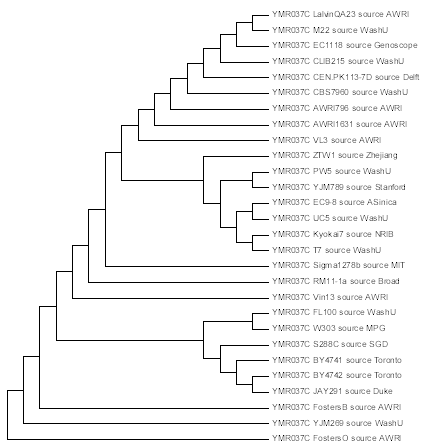 YMR037C LalvinQA23 source AWRI
YMR037C M22 source WashU
YMR037C EC1118 source Genoscope
YMR037C CLIB215 source WashU
YMR037C CEN.PK113-7D source Delft
YMR037C CBS7960 source WashU
YMR037C AWRI796 source AWRI
YMR037C AWRI1631 source AWRI
YMR037C VL3 source AWRI
YMR037C ZTW1 source Zhejiang
YMR037C PW5 source WashU
YMR037C YJM789 source Stanford
YMR037C EC9-8 source ASinica
YMR037C UC5 source WashU
YMR037C Kyokai7 source NRIB
YMR037C T7 source WashU
YMR037C Sigma1278b source MIT
YMR037C RM11-1a source Broad
YMR037C Vin13 source AWRI
YMR037C FL100 source WashU
YMR037C W303 source MPG
YMR037C S288C source SGD
YMR037C BY4741 source Toronto
YMR037C BY4742 source Toronto
YMR037C JAY291 source Duke
YMR037C FostersB source AWRI
YMR037C YJM269 source WashU
YMR037C FostersO source AWRI